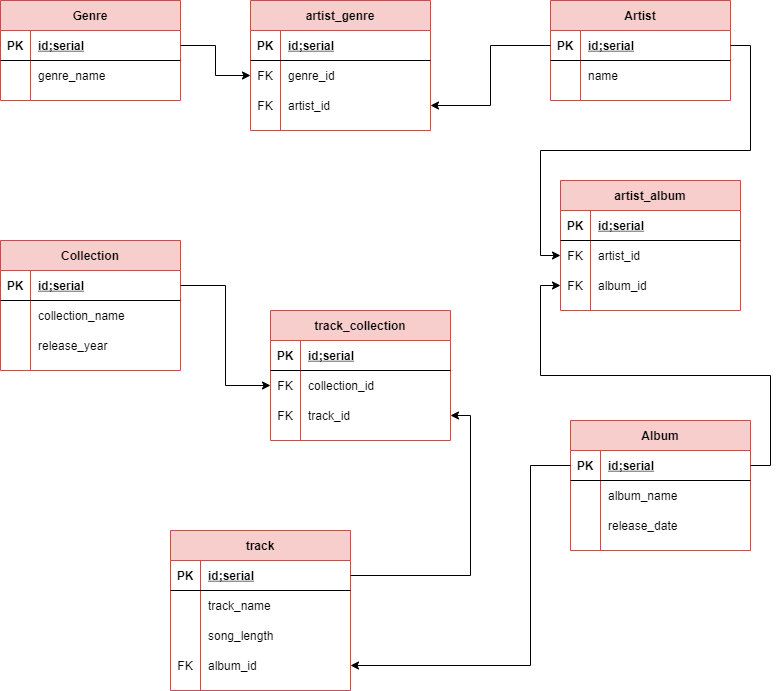 Genre
PK id;serial
genre_name
artist_genre
PK id;serial
FK genre_id
FK artist_id
Artist
PK id;serial
name
artist_album
PK id;serial
FK artist_id
FK album_id
Collection
PK id;serial
collection_name
release_year
track_collection
PK id;serial
FK collection_id
FK track_id
Album
PK id;serial
album_name
release_date
track
PK id;serial
track_name
song_length
FK album_id